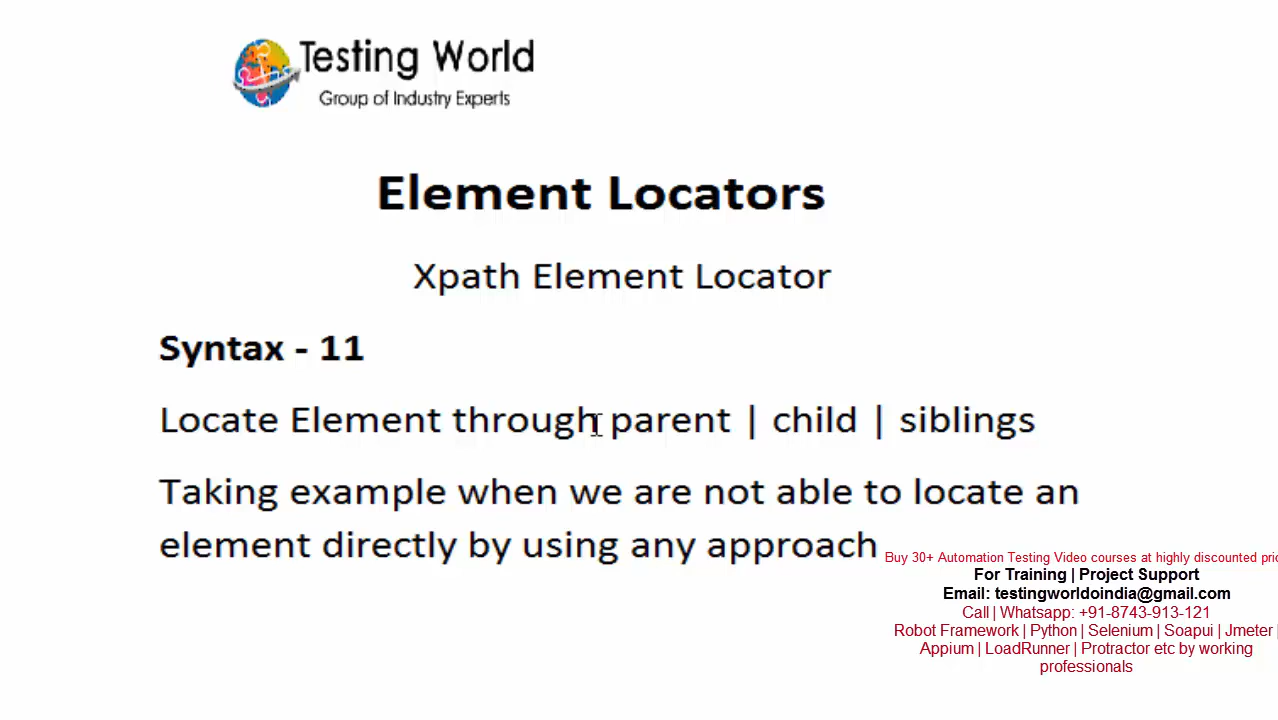 Testing World
Group of Industry Experts
Element Locators
Xpath Element Locator
Syntax - 11
Locate Element through parent | child | siblings
Taking example when we are not able to locate an
element directly by using any approach
Buy 30+ Automation Testing Video courses at highly discounted pric
For Training | Project Support
Email: testingworldoindia@gmail.com
Call | Whatsapp: +91-8743-913-121
Robot Framework | Python | Selenium | Soapui | Jmeter |
Appium | LoadRunner | Protractor etc by working
professionals